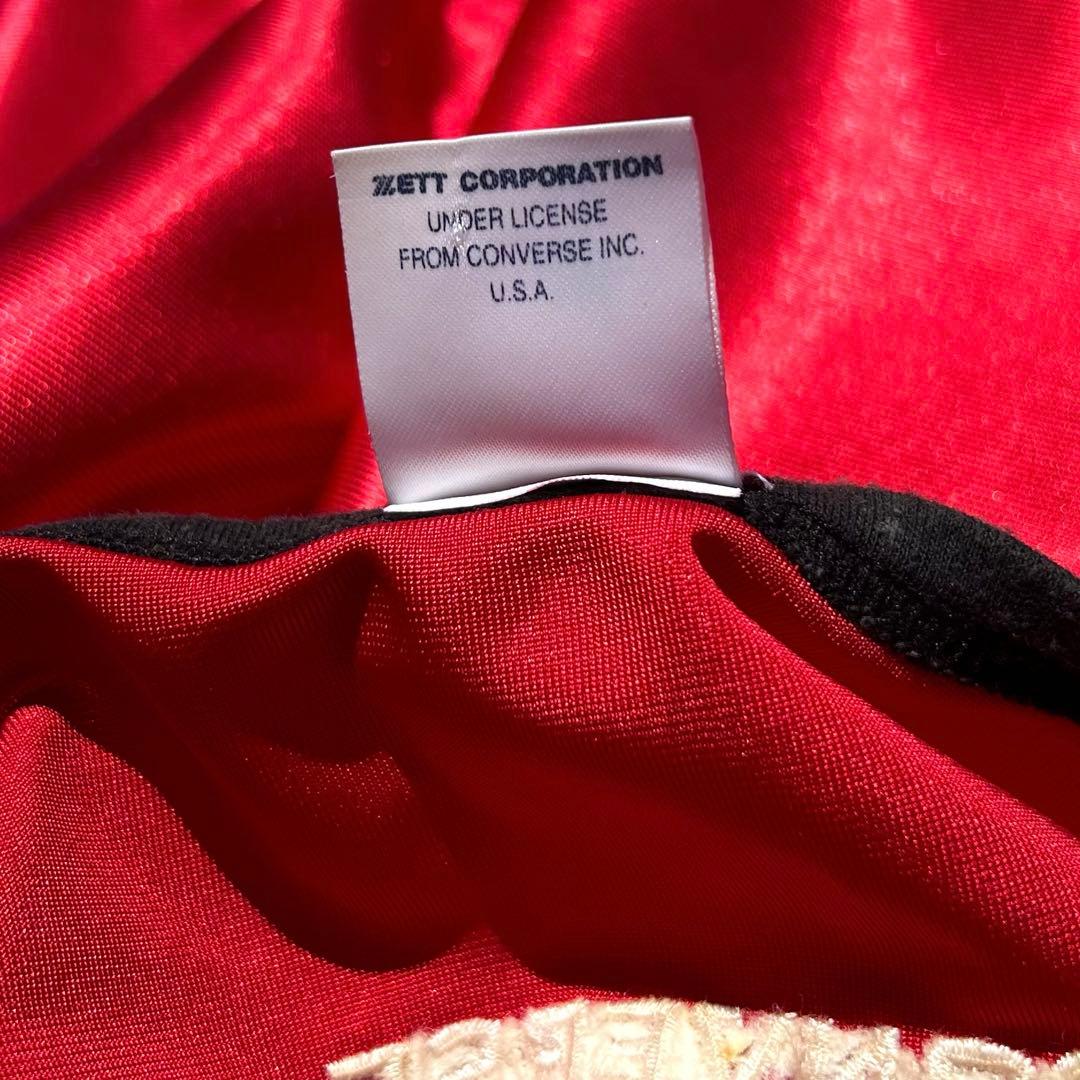 ZETT CORPORATION
UNDER LICENSE
FROM CONVERSE INC.
U.S.A.